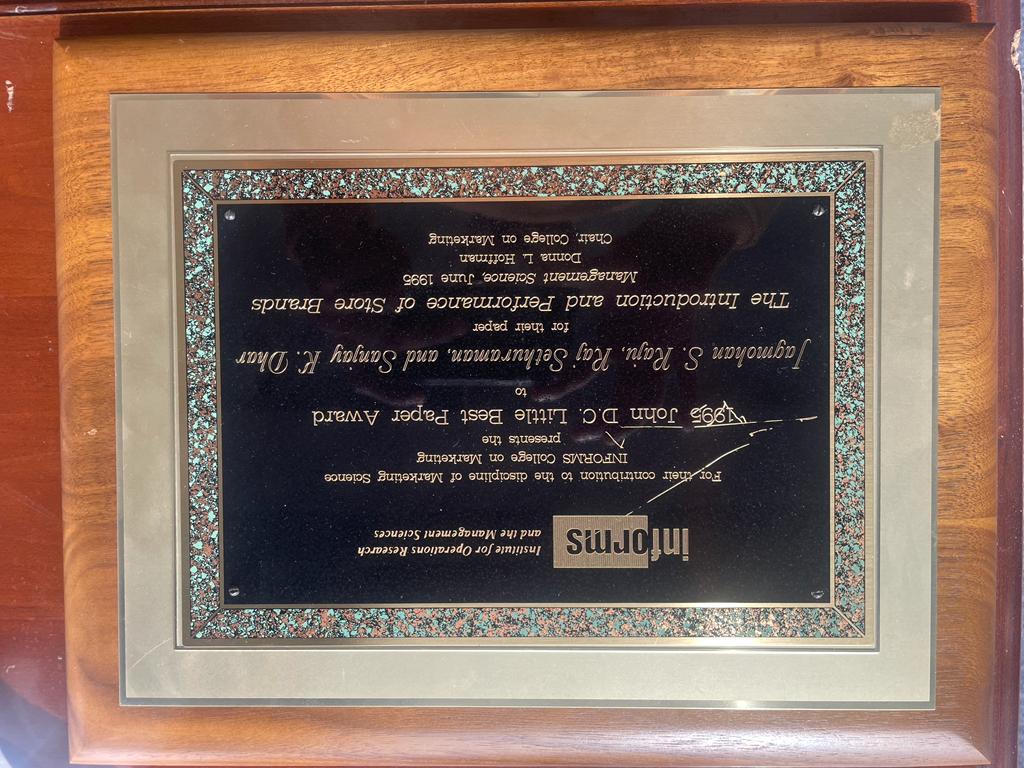 informs
Institute for Operations Research
and the Management Sciences
For their contribution to the discipline of Marketing Science
INFORMS College on Marketing
presents the
1995 John D.C. Little Best Paper Award
to
Jagmohan S. Raju, Raj Sethuraman, and Sanjay K. Dhar
for their paper
The Introduction and Performance of Store Brands
Management Science, June 1995
Donna L. Hoffman
Chair, College on Marketing